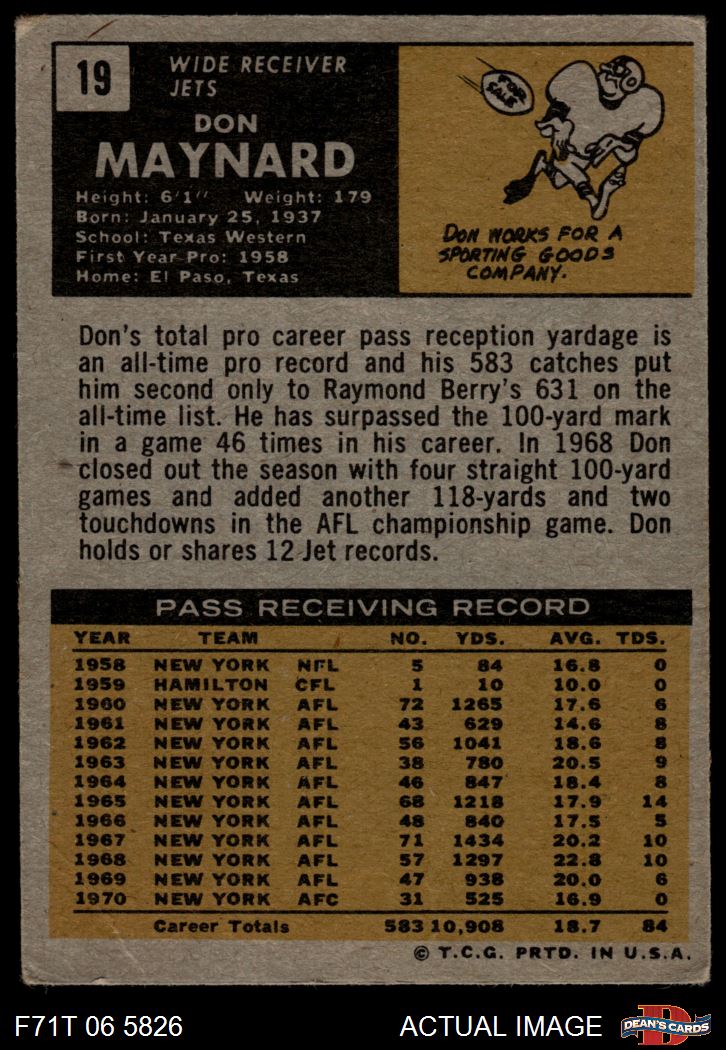 19
WIDE RECEIVER
JETS
DON
MAYNARD
Height: 6'1" Weight: 179
Born: January 25, 1937
School: Texas Western
First Year Pro: 1958
Home: El Paso, Texas
FOR SALE
DON WORKS FOR A
SPORTING GOODS
COMPANY.
Don's total pro career pass reception yardage is
an all-time pro record and his 583 catches put
him second only to Raymond Berry's 631 on the
all-time list. He has surpassed the 100-yard mark
in a game 46 times in his career. In 1968 Don
closed out the season with four straight 100-yard
games and added another 118-yards and two
touchdowns in the AFL championship game. Don
holds or shares 12 Jet records.
PASS RECEIVING RECORD
YEAR TEAM NO. YDS. AVG. TDS.
1958 NEW YORK NFL 5 84 16.8 0
1959 HAMILTON CFL 1 10 10.0 0
1960 NEW YORK AFL 72 1265 17.6 6
1961 NEW YORK AFL 43 629 14.6 8
1962 NEW YORK AFL 56 1041 18.6 8
1963 NEW YORK AFL 38 780 20.5 9
1964 NEW YORK AFL 46 847 18.4 8
1965 NEW YORK AFL 68 1218 17.9 14
1966 NEW YORK AFL 48 840 17.5 5
1967 NEW YORK AFL 71 1434 20.2 10
1968 NEW YORK AFL 57 1297 22.8 10
1969 NEW YORK AFL 47 938 20.0 6
1970 NEW YORK AFC 31 525 16.9 0
Career Totals 583 10,908 18.7 84
© T.C.G. PRTD. IN U.S.A.
F71T 06 5826 ACTUAL IMAGE D DEAN'S CARDS